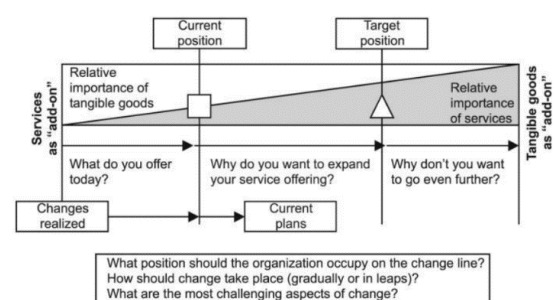 Current
position
Target
position
Services
as "add-on"
Relative
importance of
tangible goods
Relative
importance
of services
Tangible goods
as "add-on"
What do you offer
today?
Why do you want to expand
your service offering?
Why don't you want
to go even further?
Changes
realized
Current
plans
What position should the organization occupy on the change line?
How should change take place (gradually or in leaps)?
What are the most challenging aspects of change?